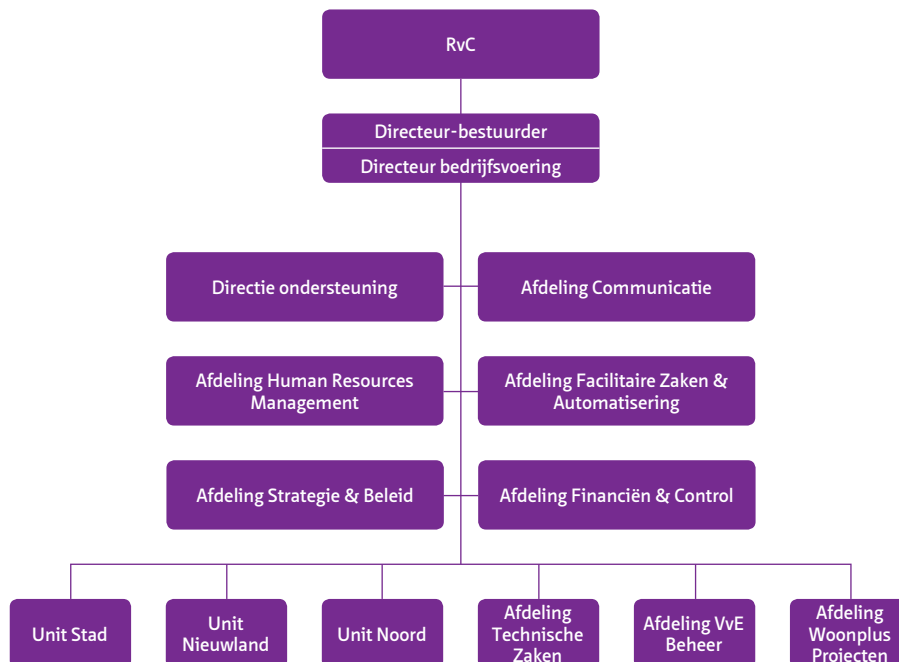 RvC
Directeur-bestuurder
Directeur bedrijfsvoering
Directie ondersteuning
Afdeling Communicatie
Afdeling Human Resources
Management
Afdeling Facilitaire Zaken &
Automatisering
Afdeling Strategie & Beleid
Afdeling Financiën & Control
Unit Stad
Unit
Nieuwland
Unit Noord
Afdeling
Technische
Zaken
Afdeling VvE
Beheer
Afdeling
Woonplus
Projecten